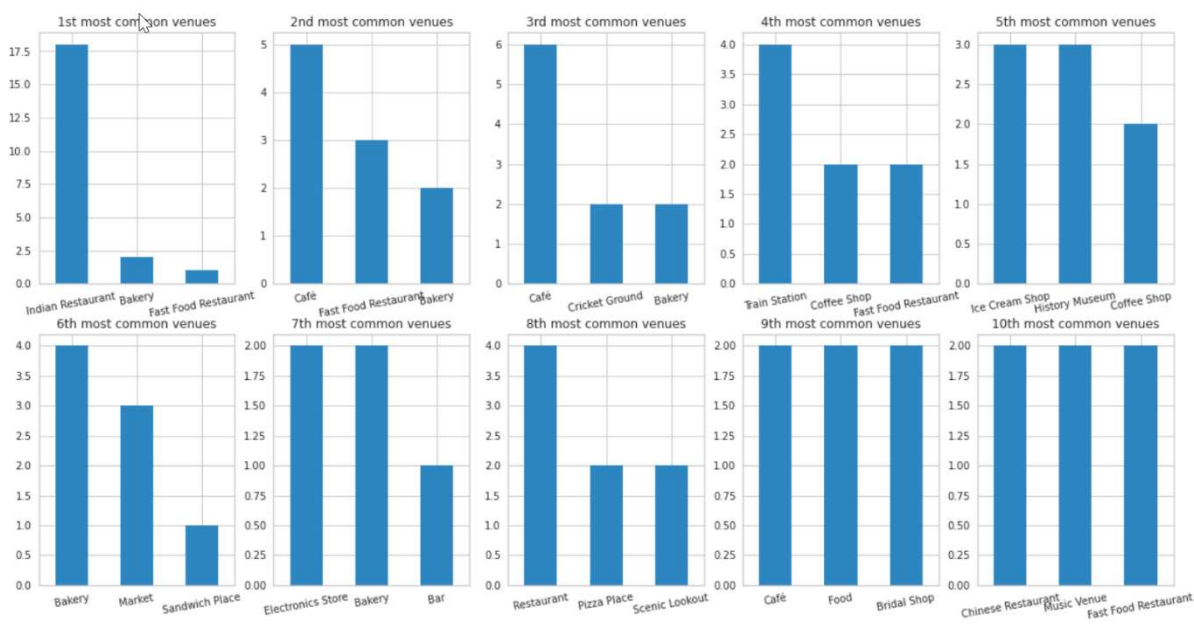 1st most common venues
17.5
15.0
12.5
10.0
7.5
5.0
2.5
0.0
Indian Restaurant
Bakery
Fast Food Restaurant
2nd most common venues
5
4
3
2
1
0
Café
Fast Food Restaurant
Bakery
3rd most common venues
6
5
4
3
2
1
0
Café
Cricket Ground
Bakery
4th most common venues
4.0
3.5
3.0
2.5
2.0
1.5
1.0
0.5
0.0
Train Station
Coffee Shop
Fast Food Restaurant
5th most common venues
3.0
2.5
2.0
1.5
1.0
0.5
0.0
Ice Cream Shop
History Museum
Coffee Shop
6th most common venues
4.0
3.5
3.0
2.5
2.0
1.5
1.0
0.5
0.0
Bakery
Market
Sandwich Place
7th most common venues
2.00
1.75
1.50
1.25
1.00
0.75
0.50
0.25
0.00
Electronics Store
Bakery
Bar
8th most common venues
4.0
3.5
3.0
2.5
2.0
1.5
1.0
0.5
0.0
Restaurant
Pizza Place
Scenic Lookout
9th most common venues
2.00
1.75
1.50
1.25
1.00
0.75
0.50
0.25
0.00
Café
Food
Bridal Shop
10th most common venues
2.00
1.75
1.50
1.25
1.00
0.75
0.50
0.25
0.00
Chinese Restaurant
Music Venue
Fast Food Restaurant